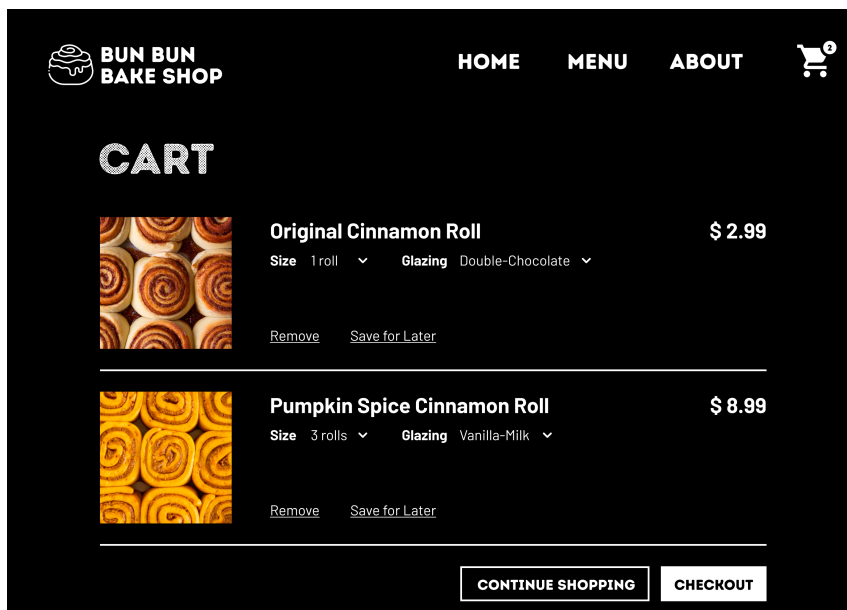 BUN BUN
BAKE SHOP
HOME MENU ABOUT
2
CART
Original Cinnamon Roll $ 2.99
Size 1 roll Glazing Double-Chocolate
Remove Save for Later
Pumpkin Spice Cinnamon Roll $ 8.99
Size 3 rolls Glazing Vanilla-Milk
Remove Save for Later
CONTINUE SHOPPING CHECKOUT